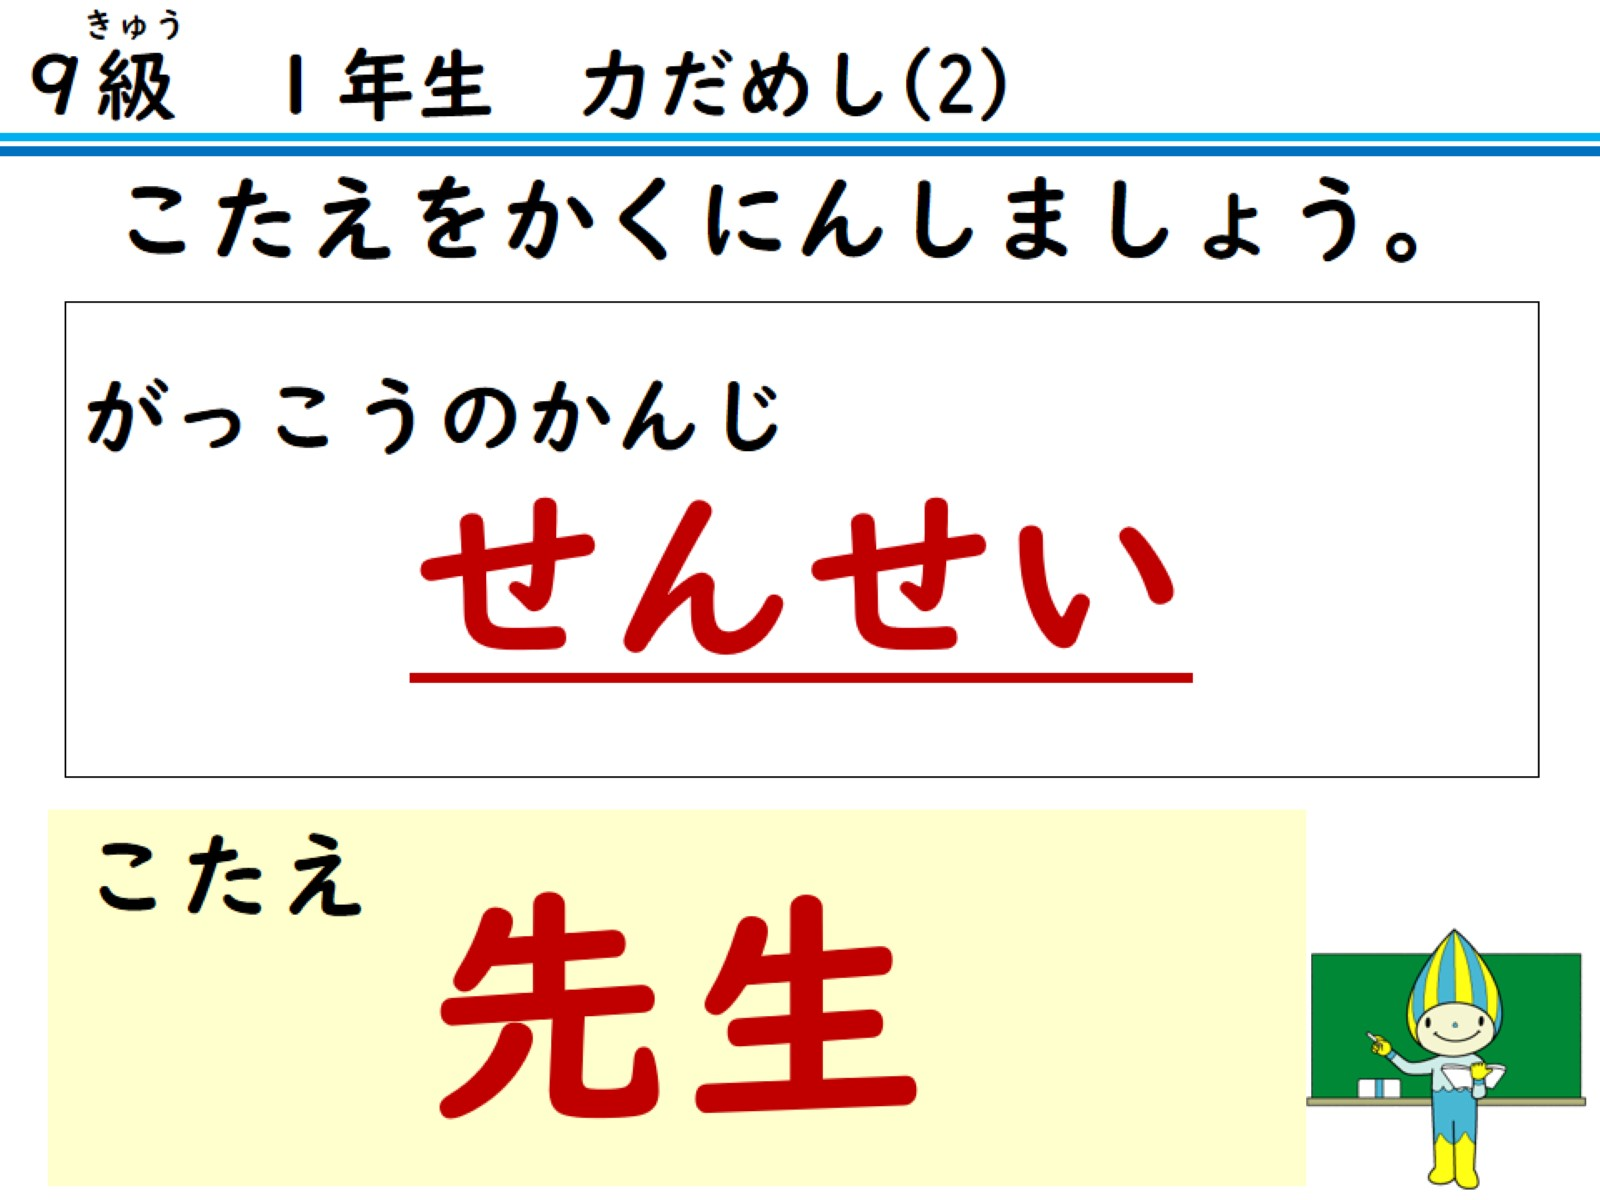 きゅう
９級　１年生　力だめし(2)
こたえをかくにんしましょう。
がっこうのかんじ
せんせい
こたえ
先生